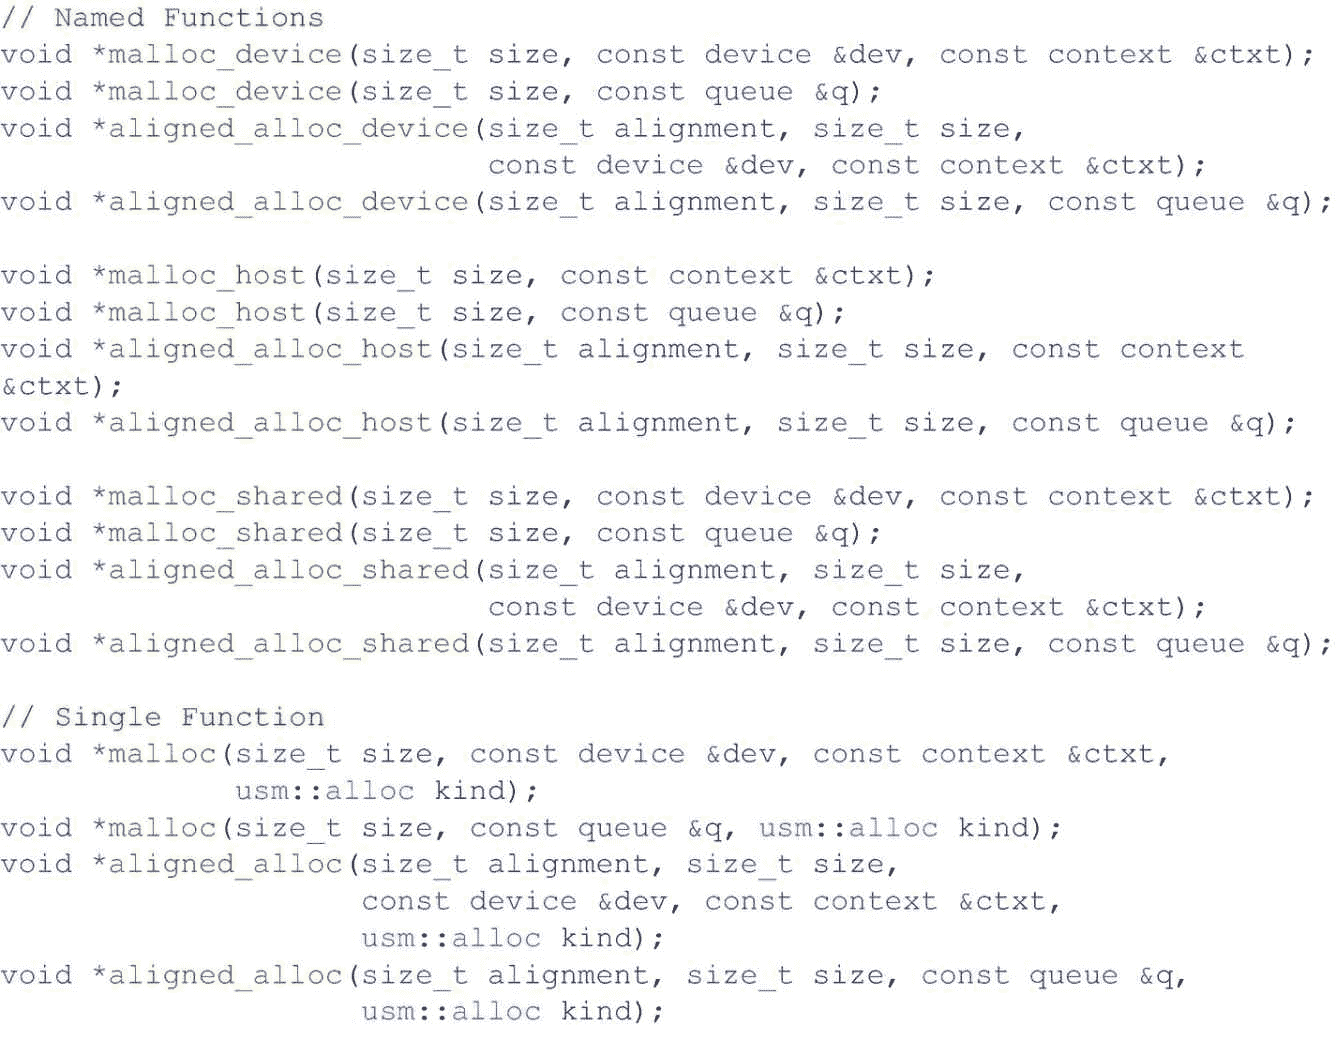 // Named Functions
void *malloc_device(size_t size, const device &dev, const context &ctxt);
void *malloc_device(size_t size, const queue &q);
void *aligned_alloc_device(size_t alignment, size_t size,
                           const device &dev, const context &ctxt);
void *aligned_alloc_device(size_t alignment, size_t size, const queue &q);

void *malloc_host(size_t size, const context &ctxt);
void *malloc_host(size_t size, const queue &q);
void *aligned_alloc_host(size_t alignment, size_t size, const context
&ctxt);
void *aligned_alloc_host(size_t alignment, size_t size, const queue &q);

void *malloc_shared(size_t size, const device &dev, const context &ctxt);
void *malloc_shared(size_t size, const queue &q);
void *aligned_alloc_shared(size_t alignment, size_t size,
                           const device &dev, const context &ctxt);
void *aligned_alloc_shared(size_t alignment, size_t size, const queue &q);

// Single Function
void *malloc(size_t size, const device &dev, const context &ctxt,
             usm::alloc kind);
void *malloc(size_t size, const queue &q, usm::alloc kind);
void *aligned_alloc(size_t alignment, size_t size,
                    const device &dev, const context &ctxt,
                    usm::alloc kind);
void *aligned_alloc(size_t alignment, size_t size, const queue &q,
                    usm::alloc kind);